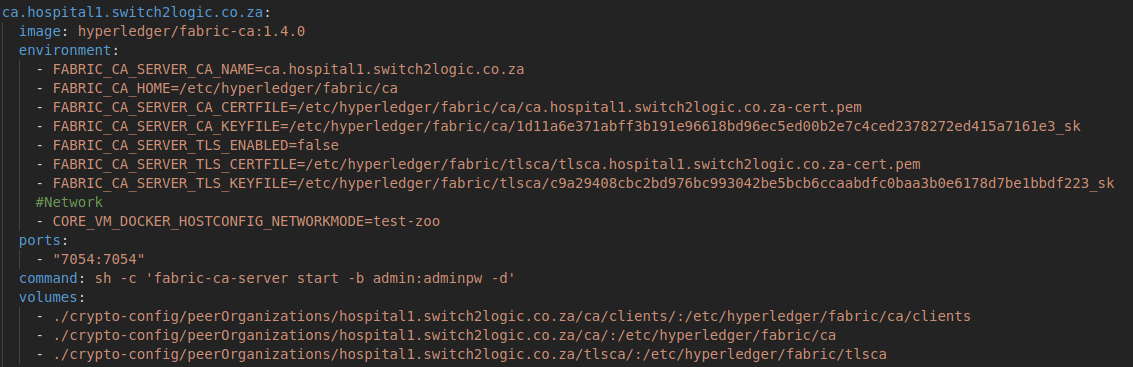 ca.hospital1.switch2logic.co.za:
image: hyperledger/fabric-ca:1.4.0
environment:
- FABRIC_CA_SERVER_CA_NAME=ca.hospital1.switch2logic.co.za
- FABRIC_CA_HOME=/etc/hyperledger/fabric/ca
- FABRIC_CA_SERVER_CA_CERTFILE=/etc/hyperledger/fabric/ca/ca.hospital1.switch2logic.co.za-cert.pem
- FABRIC_CA_SERVER_CA_KEYFILE=/etc/hyperledger/fabric/ca/1d11a6e371abff3b191e96618bd96ec5ed00b2e7c4ced2378272ed415a7161e3_sk
- FABRIC_CA_SERVER_TLS_ENABLED=false
- FABRIC_CA_SERVER_TLS_CERTFILE=/etc/hyperledger/fabric/tlsca/tlsca.hospital1.switch2logic.co.za-cert.pem
- FABRIC_CA_SERVER_TLS_KEYFILE=/etc/hyperledger/fabric/tlsca/c9a29408cbc2bd976bc993042be5bcb6ccaabdfc0baa3b0e6178d7be1bbdf223_sk
#Network
- CORE_VM_DOCKER_HOSTCONFIG_NETWORKMODE=test-zoo
ports:
- "7054:7054"
command: sh -c 'fabric-ca-server start -b admin:adminpw -d'
volumes:
- ./crypto-config/peerOrganizations/hospital1.switch2logic.co.za/ca/clients/:/etc/hyperledger/fabric/ca/clients
- ./crypto-config/peerOrganizations/hospital1.switch2logic.co.za/ca/:/etc/hyperledger/fabric/ca
- ./crypto-config/peerOrganizations/hospital1.switch2logic.co.za/tlsca/:/etc/hyperledger/fabric/tlsca